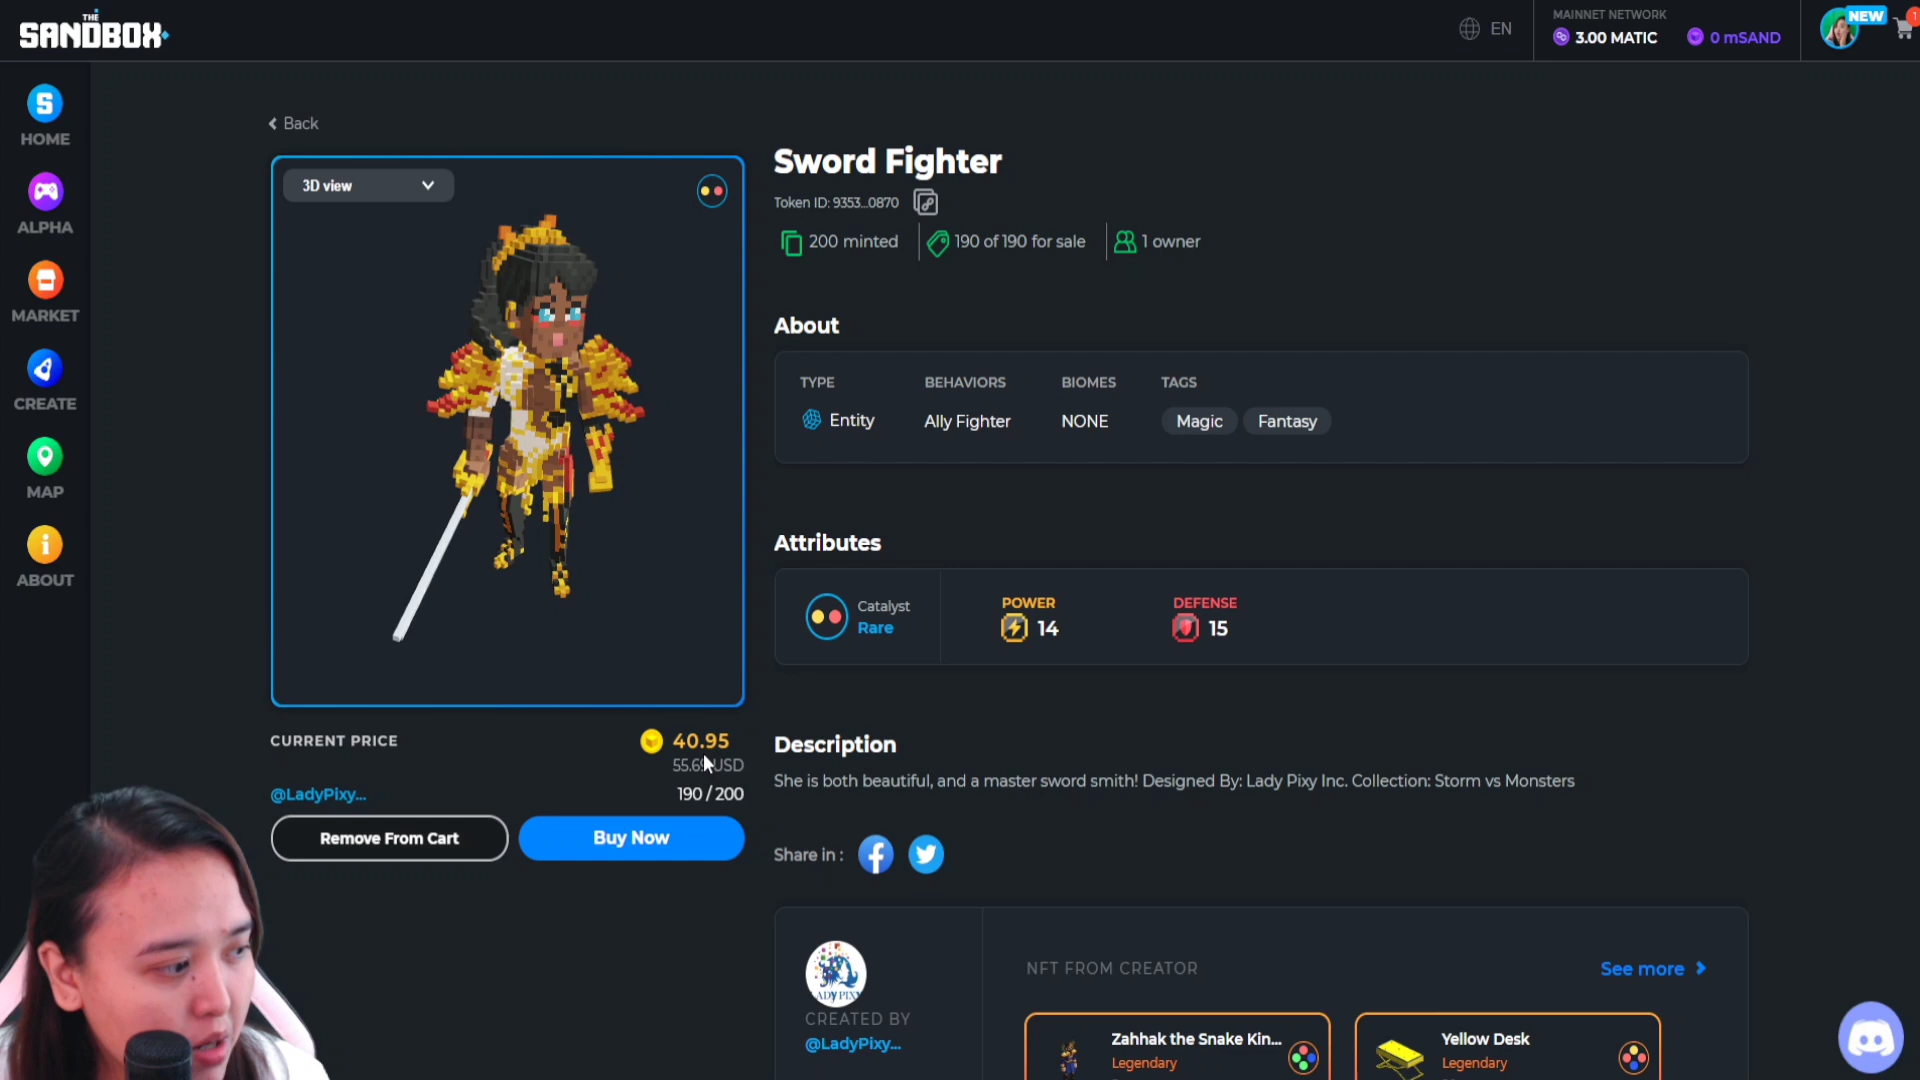 THE
SANDBOX
EN
MAINNET NETWORK
3.00 MATIC
0 mSAND
NEW
1
S
HOME
ALPHA
MARKET
CREATE
MAP
i
ABOUT
Back
3D view
Sword Fighter
Token ID: 9353...0870
200 minted
190 of 190 for sale
1 owner
About
TYPE
BEHAVIORS
BIOMES
TAGS
Entity
Ally Fighter
NONE
Magic
Fantasy
Attributes
Catalyst
Rare
POWER
14
DEFENSE
15
CURRENT PRICE
40.95
USD
@LadyPixy...
190 / 200
Remove From Cart
Buy Now
Description
She is both beautiful, and a master sword smith! Designed By: Lady Pixy Inc. Collection: Storm vs Monsters
Share in :
CREATED BY
@LadyPixy...
NFT FROM CREATOR
See more
Zahhak the Snake Kin...
Legendary
Yellow Desk
Legendary